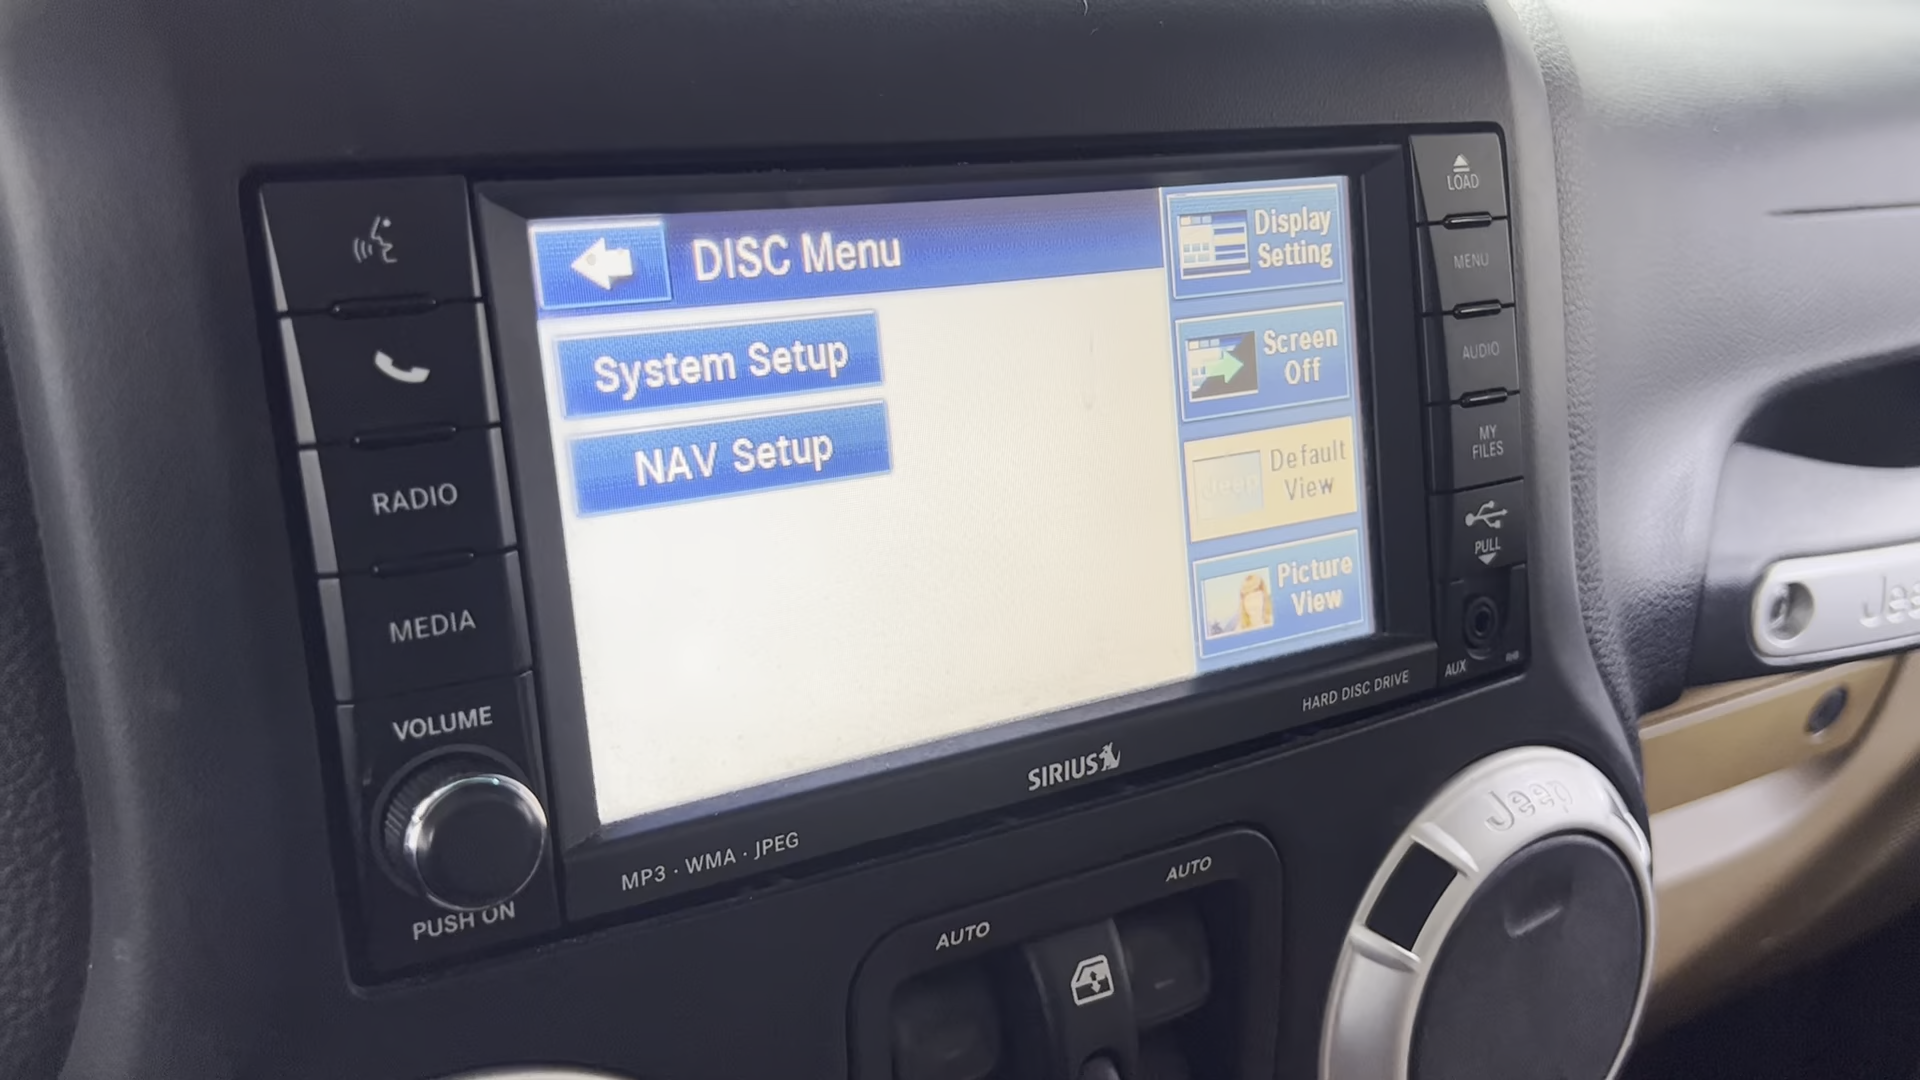 DISC Menu
System Setup
NAV Setup
Display
Setting
Screen
Off
Default
View
Picture
View
RADIO
MEDIA
VOLUME
PUSH ON
LOAD
MENU
AUDIO
MY
FILES
PULL
AUX
HARD DISC DRIVE
SIRIUS
MP3 · WMA · JPEG
AUTO
AUTO
Jeep
Jeep